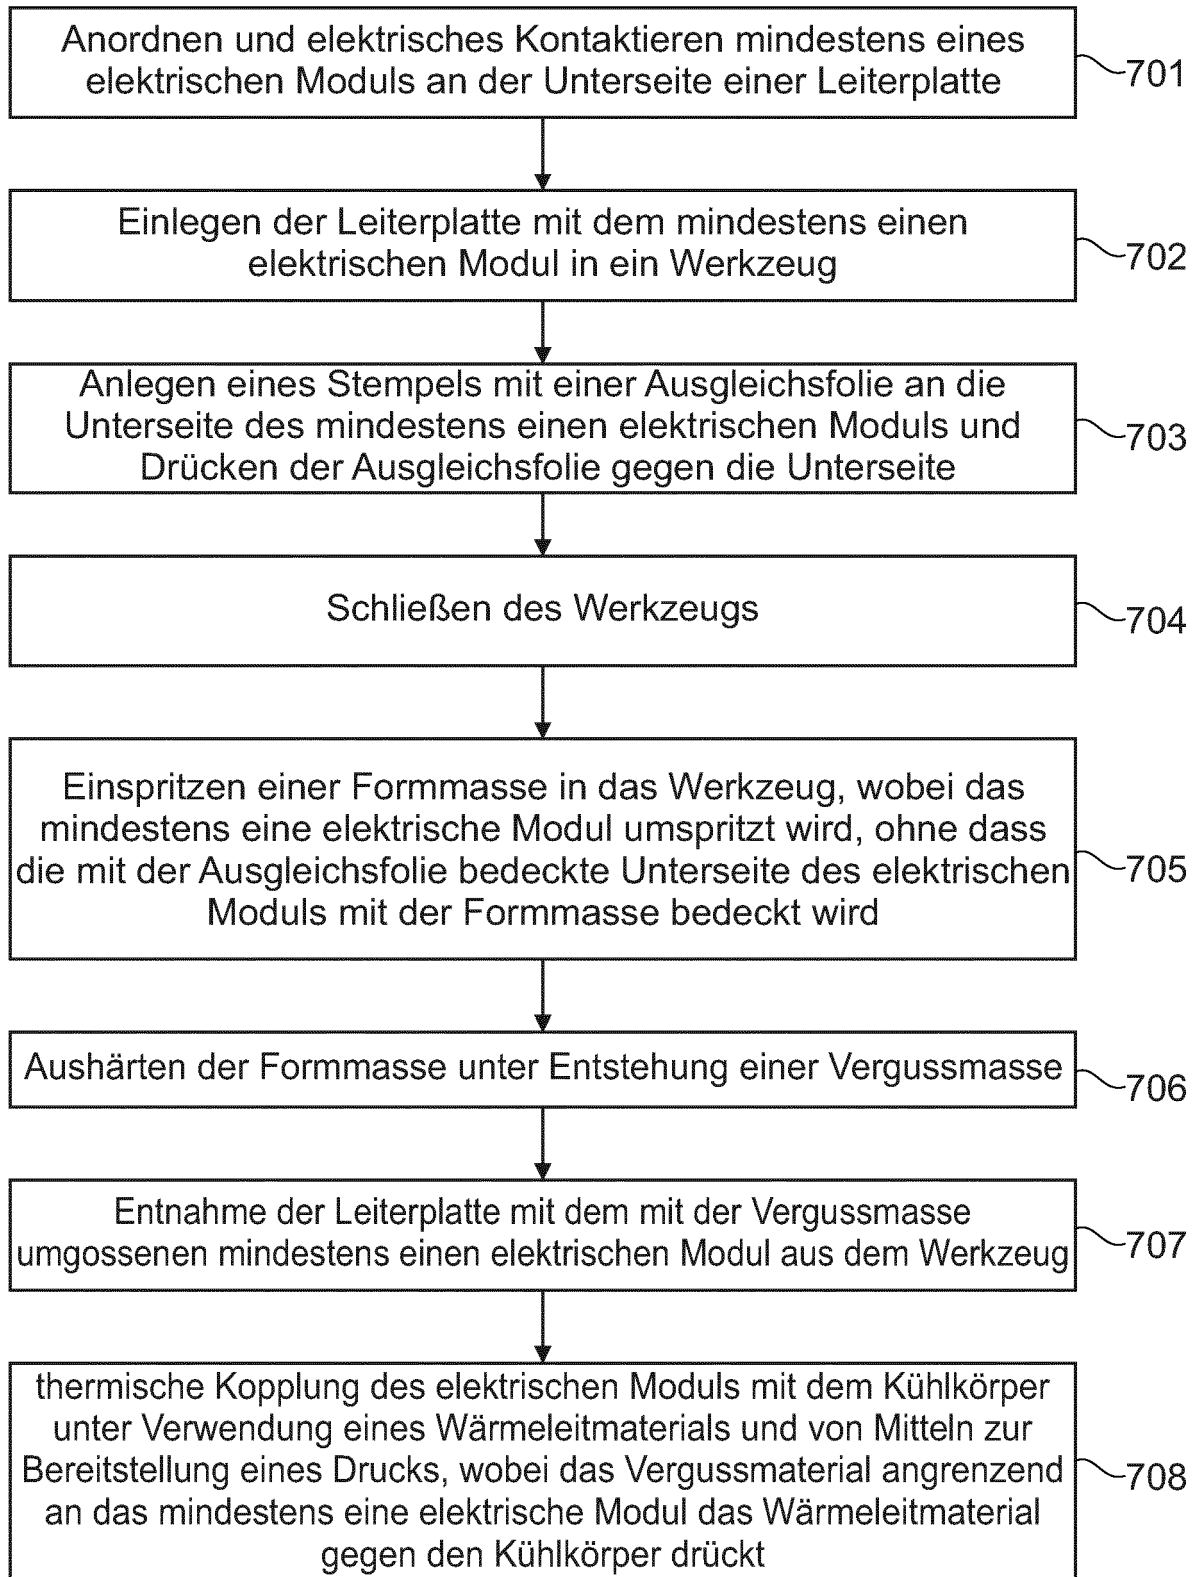 Anordnen und elektrisches Kontaktieren mindestens eines
elektrischen Moduls an der Unterseite einer Leiterplatte
701
Einlegen der Leiterplatte mit dem mindestens einen
elektrischen Modul in ein Werkzeug
702
Anlegen eines Stempels mit einer Ausgleichsfolie an die
Unterseite des mindestens einen elektrischen Moduls und
Drücken der Ausgleichsfolie gegen die Unterseite
703
Schließen des Werkzeugs
704
Einspritzen einer Formmasse in das Werkzeug, wobei das
mindestens eine elektrische Modul umspritzt wird, ohne dass
die mit der Ausgleichsfolie bedeckte Unterseite des elektrischen
Moduls mit der Formmasse bedeckt wird
705
Aushärten der Formmasse unter Entstehung einer Vergussmasse
706
Entnahme der Leiterplatte mit dem mit der Vergussmasse
umgossenen mindestens einen elektrischen Modul aus dem Werkzeug
707
thermische Kopplung des elektrischen Moduls mit dem Kühlkörper
unter Verwendung eines Wärmeleitmaterials und von Mitteln zur
Bereitstellung eines Drucks, wobei das Vergussmaterial angrenzend
an das mindestens eine elektrische Modul das Wärmeleitmaterial
gegen den Kühlkörper drückt
708